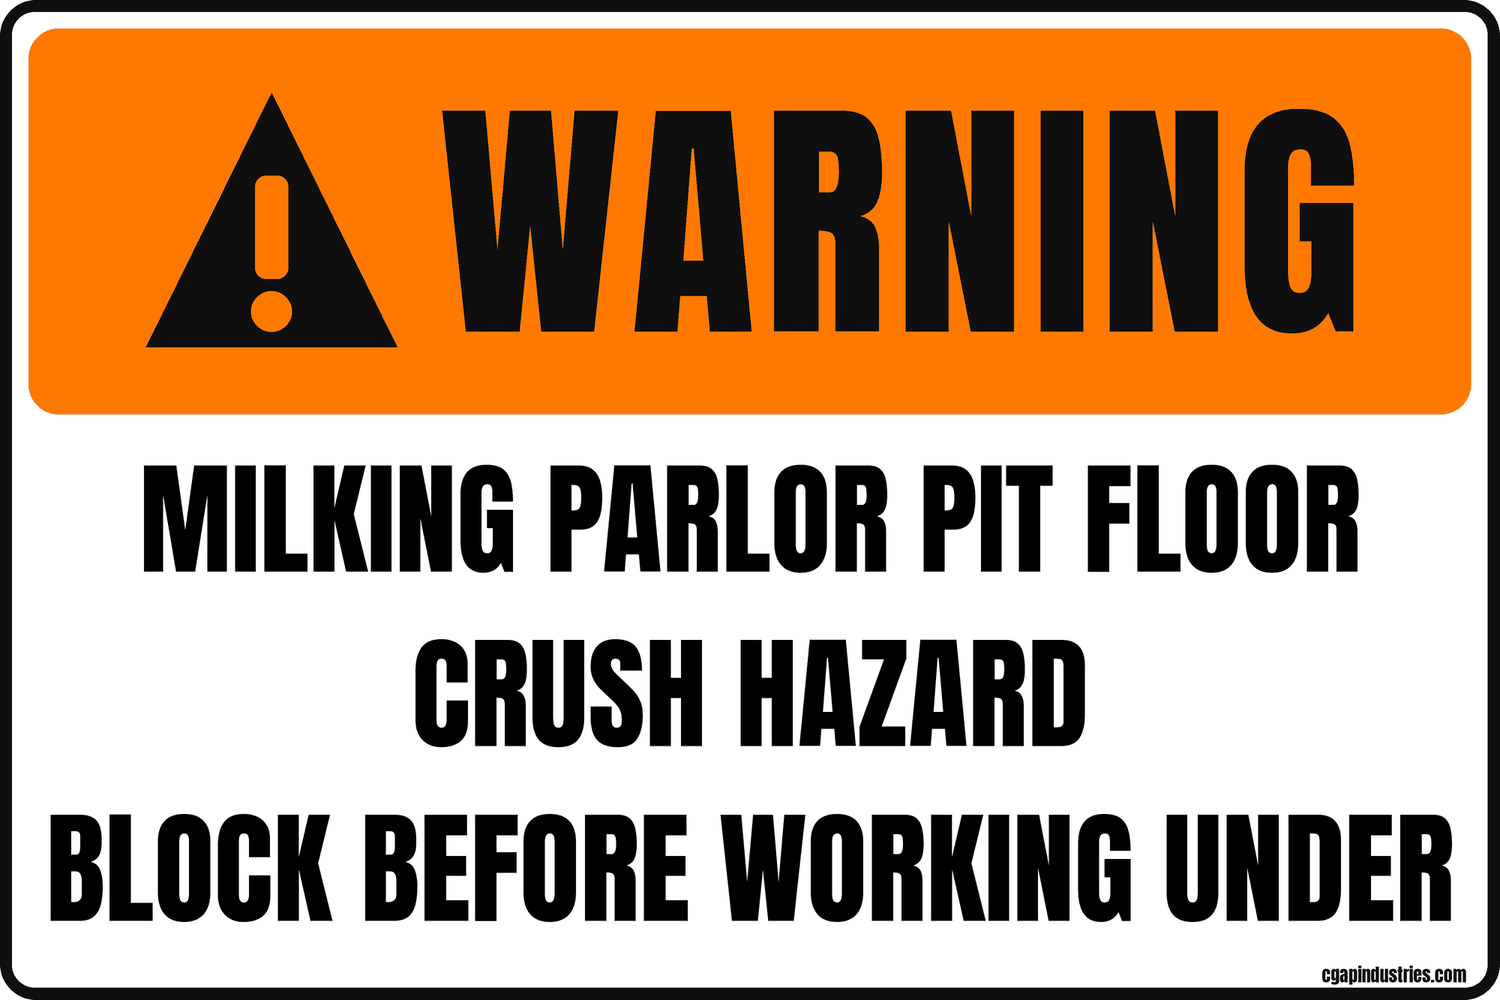 WARNING
MILKING PARLOR PIT FLOOR
CRUSH HAZARD
BLOCK BEFORE WORKING UNDER
cgapindustries.com